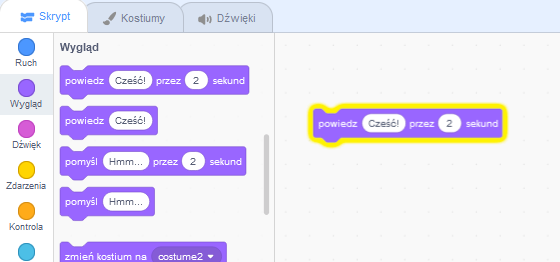 Skrypt Kostiumy Dźwięki
Ruch
Wygląd
Dźwięk
Zdarzenia
Kontrola
Wygląd
powiedz Cześć! przez 2 sekund
powiedz Cześć!
pomyśl Hmm... przez 2 sekund
pomyśl Hmm...
zmień kostium na costume2
powiedz Cześć! przez 2 sekund